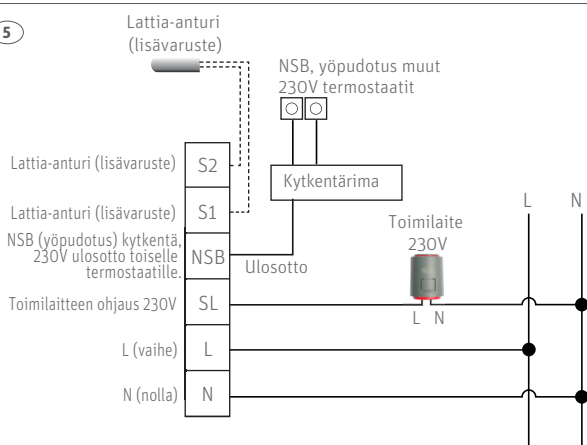 5
Lattia-anturi
(lisävaruste)
NSB, yöpudotus muut
230V termostaatit
Lattia-anturi (lisävaruste)
S2
Kytkentärima
Lattia-anturi (lisävaruste)
S1
L
N
NSB (yöpudotus) kytkentä,
230V ulosotto toiselle
termostaatille.
NSB
Ulosotto
Toimilaite
230V
Toimilaitteen ohjaus 230V
SL
L N
L (vaihe)
L
N (nolla)
N